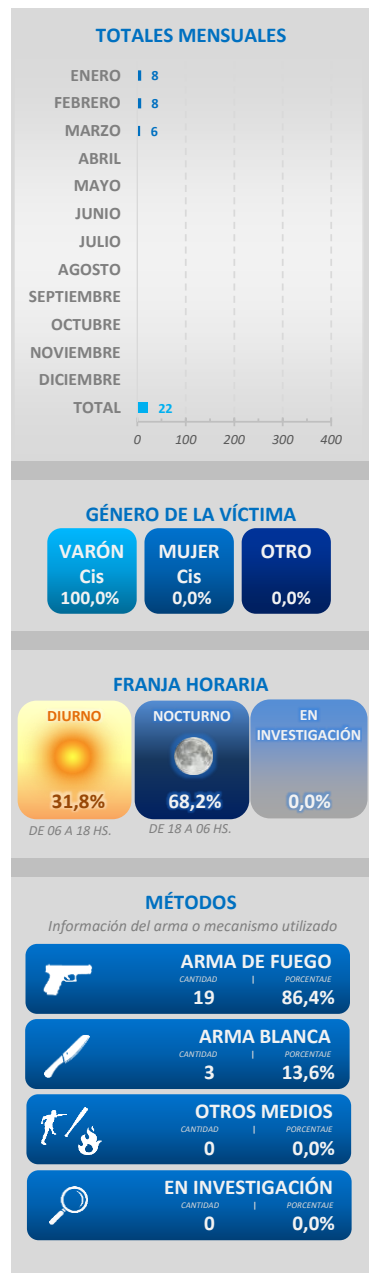 TOTALES MENSUALES
ENERO 8
FEBRERO 8
MARZO 6
ABRIL
MAYO
JUNIO
JULIO
AGOSTO
SEPTIEMBRE
OCTUBRE
NOVIEMBRE
DICIEMBRE
TOTAL 22
0 100 200 300 400
GÉNERO DE LA VÍCTIMA
VARÓN MUJER OTRO
Cis Cis
100,0% 0,0% 0,0%
FRANJA HORARIA
DIURNO NOCTURNO EN
INVESTIGACIÓN
31,8% 68,2% 0,0%
DE 06 A 18 HS. DE 18 A 06 HS.
MÉTODOS
Información del arma o mecanismo utilizado
ARMA DE FUEGO
CANTIDAD | PORCENTAJE
19 86,4%
ARMA BLANCA
CANTIDAD | PORCENTAJE
3 13,6%
OTROS MEDIOS
CANTIDAD | PORCENTAJE
0 0,0%
EN INVESTIGACIÓN
CANTIDAD | PORCENTAJE
0 0,0%